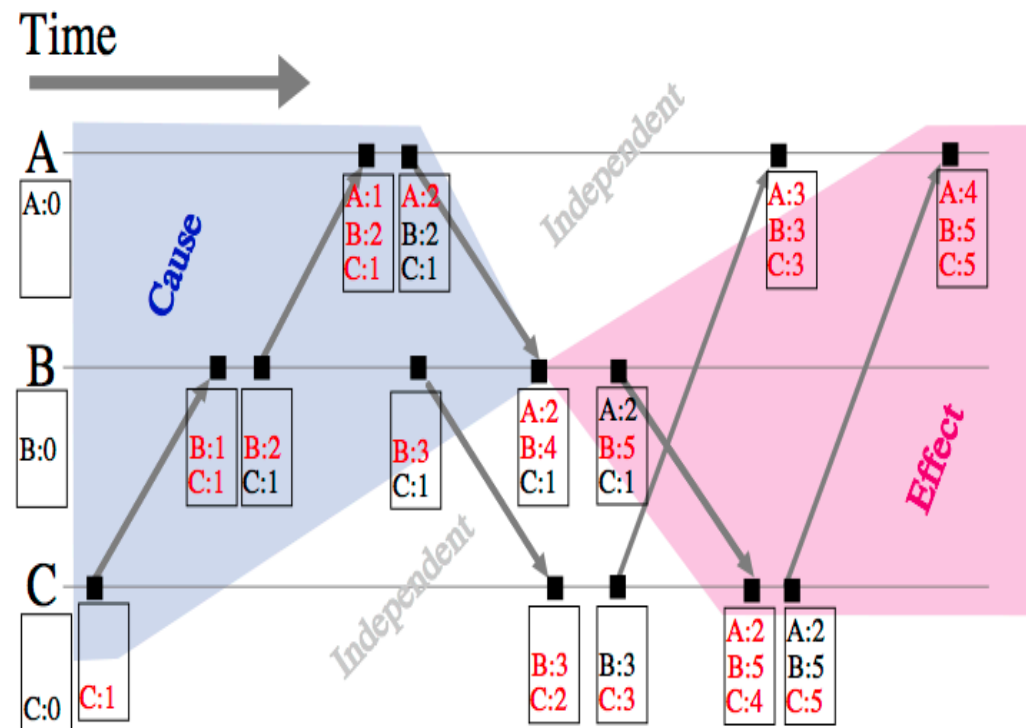 Time
Independent
A
A:0
A:1
B:2
C:1
A:2
B:2
C:1
A:3
B:3
C:3
A:4
B:5
C:5
Cause
B
B:0
B:1
C:1
B:2
C:1
B:3
C:1
A:2
B:4
C:1
A:2
B:5
C:1
Effect
Independent
C
C:0
C:1
B:3
C:2
B:3
C:3
A:2
B:5
C:4
A:2
B:5
C:5